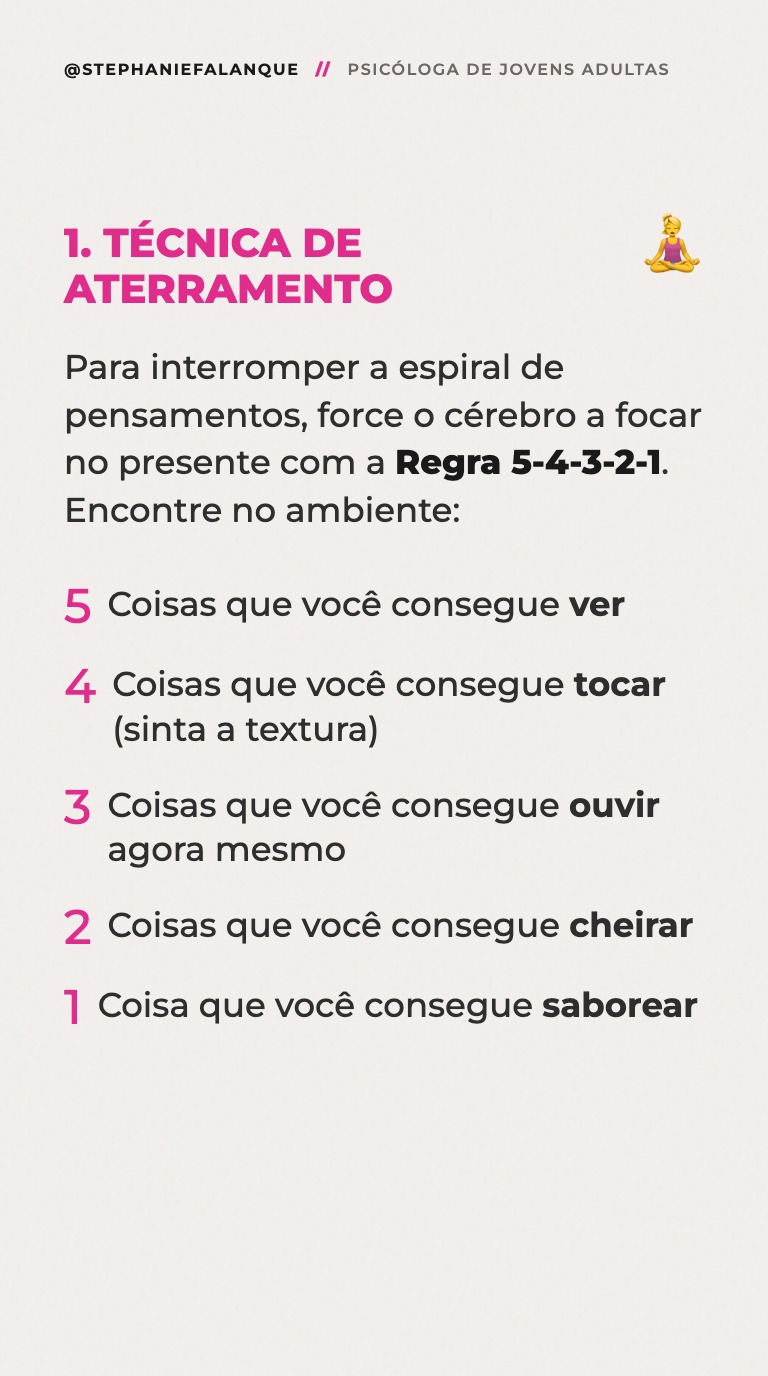 @STEPHANIEFALANQUE // PSICÓLOGA DE JOVENS ADULTAS
1. TÉCNICA DE
ATERRAMENTO
Para interromper a espiral de
pensamentos, force o cérebro a focar
no presente com a Regra 5-4-3-2-1.
Encontre no ambiente:
5 Coisas que você consegue ver
4 Coisas que você consegue tocar
(sinta a textura)
3 Coisas que você consegue ouvir
agora mesmo
2 Coisas que você consegue cheirar
1 Coisa que você consegue saborear